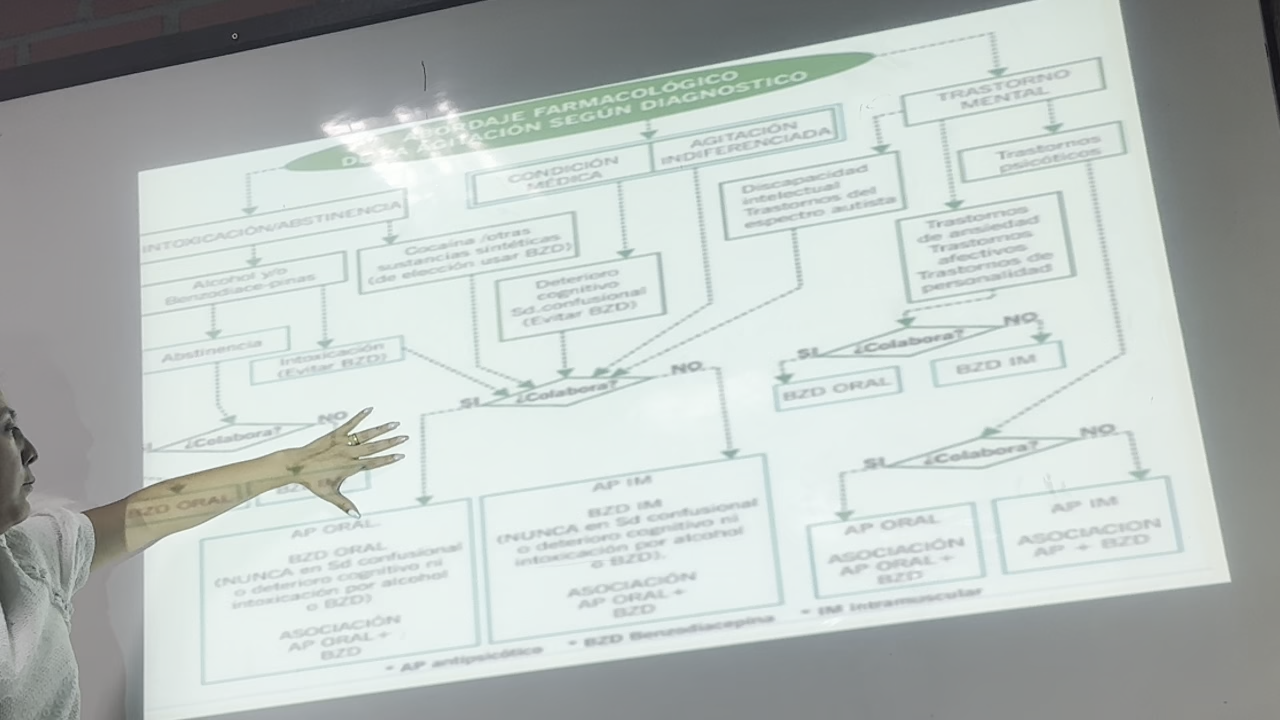 ABORDAJE FARMACOLÓGICO
DE LA AGITACIÓN SEGÚN DIAGNOSTICO
TRASTORNO
MENTAL
CONDICIÓN
MÉDICA
AGITACIÓN
INDIFERENCIADA
Trastornos
psicóticos
INTOXICACIÓN/ABSTINENCIA
Cocaína /otras
sustancias sintéticas
(de elección usar BZD)
Discapacidad
intelectual
Trastornos del
espectro autista
Trastornos
de ansiedad
Trastornos
afectivos
Trastornos de
personalidad
Alcohol y/o
Benzodiace-pinas
Deterioro
cognitivo
Sd.confusional
(Evitar BZD)
Abstinencia
Intoxicación
(Evitar BZD)
SI
¿Colabora?
NO
BZD ORAL
BZD IM
SI
¿Colabora?
NO
¿Colabora?
NO
BZD ORAL
BZD IM
SI
¿Colabora?
NO
AP ORAL
BZD ORAL
(NUNCA en Sd confusional
o deterioro cognitivo ni
intoxicación por alcohol
o BZD)
ASOCIACIÓN
AP ORAL +
BZD
AP IM
BZD IM
(NUNCA en Sd confusional
o deterioro cognitivo ni
intoxicación por alcohol
o BZD).
ASOCIACIÓN
AP ORAL +
BZD
AP ORAL
ASOCIACIÓN
AP ORAL +
BZD
AP IM
ASOCIACION
AP + BZD
* AP antipsicótico * BZD Benzodiacepina * IM intramuscular